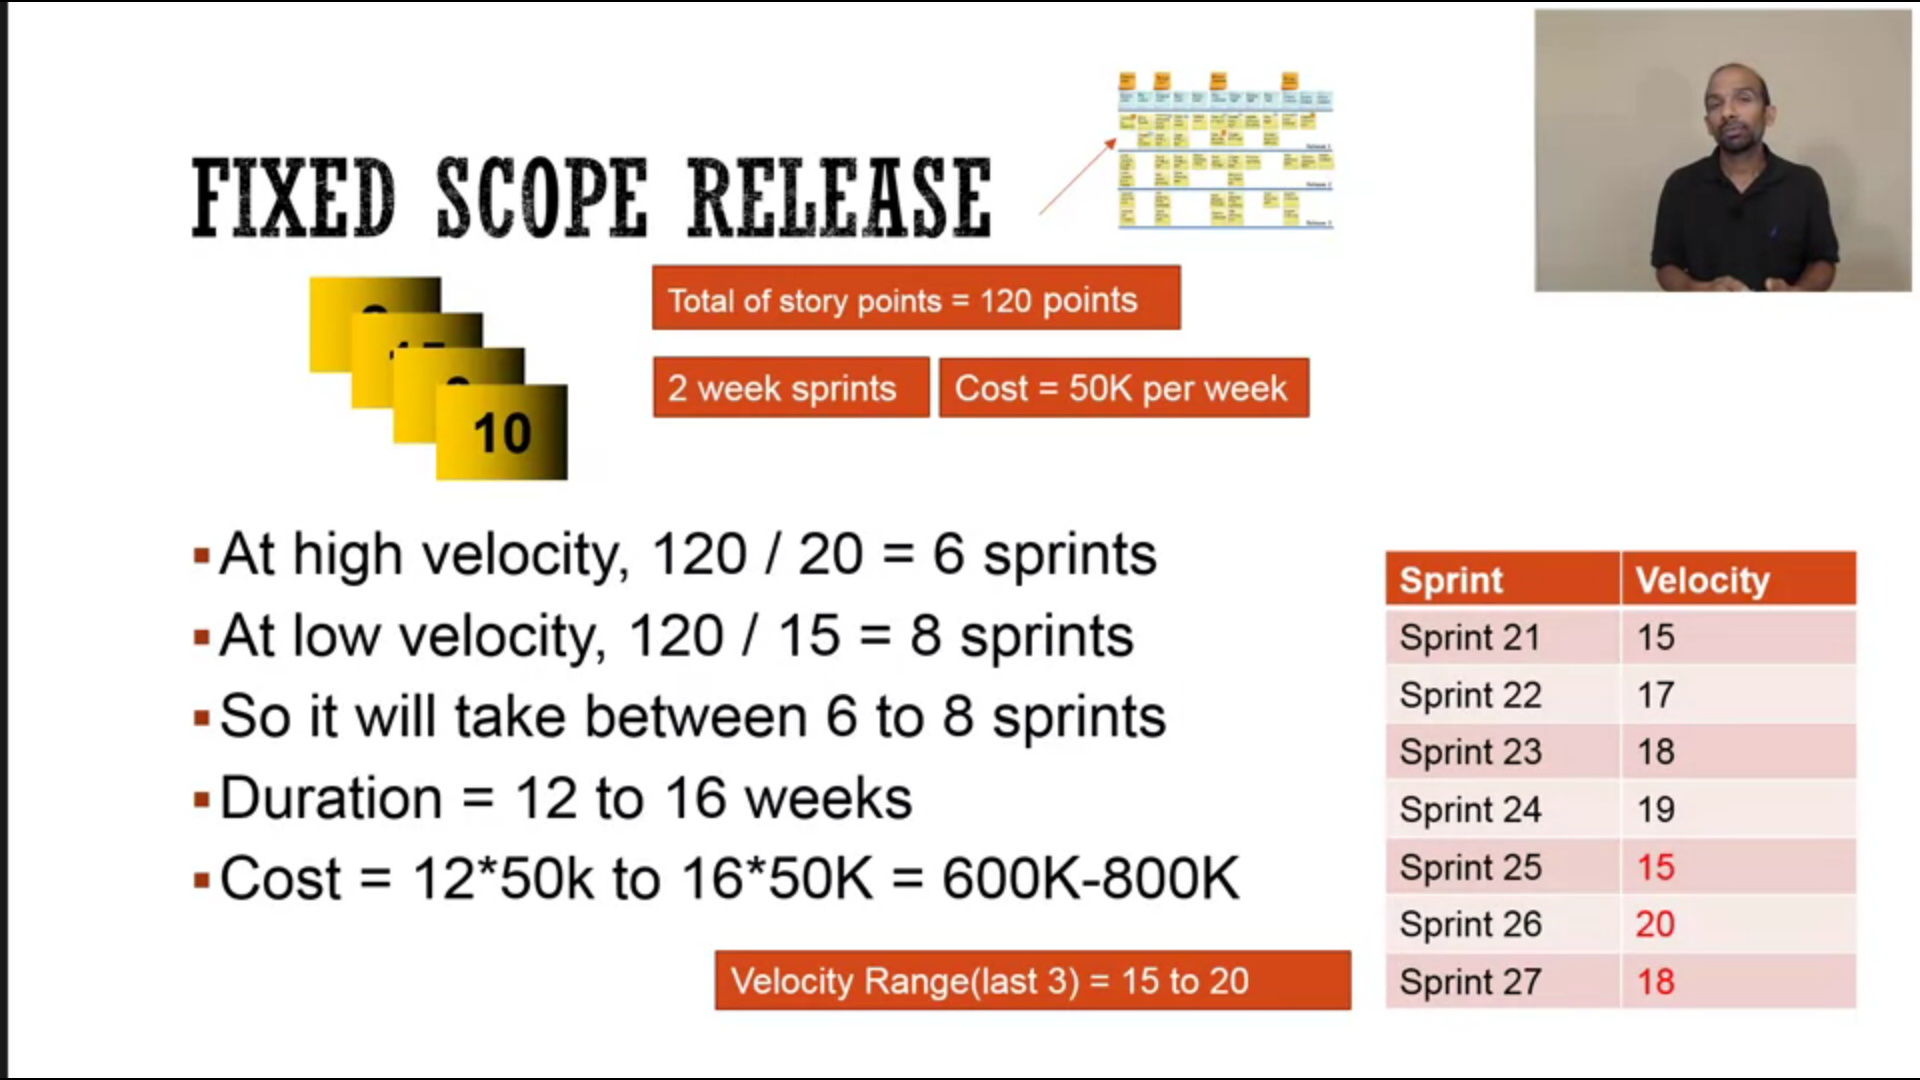 FIXED SCOPE RELEASE
Total of story points = 120 points
2 week sprints
Cost = 50K per week
10
▪At high velocity, 120 / 20 = 6 sprints
▪At low velocity, 120 / 15 = 8 sprints
▪So it will take between 6 to 8 sprints
▪Duration = 12 to 16 weeks
▪Cost = 12*50k to 16*50K = 600K-800K
Velocity Range(last 3) = 15 to 20
Sprint Velocity
Sprint 21 15
Sprint 22 17
Sprint 23 18
Sprint 24 19
Sprint 25 15
Sprint 26 20
Sprint 27 18